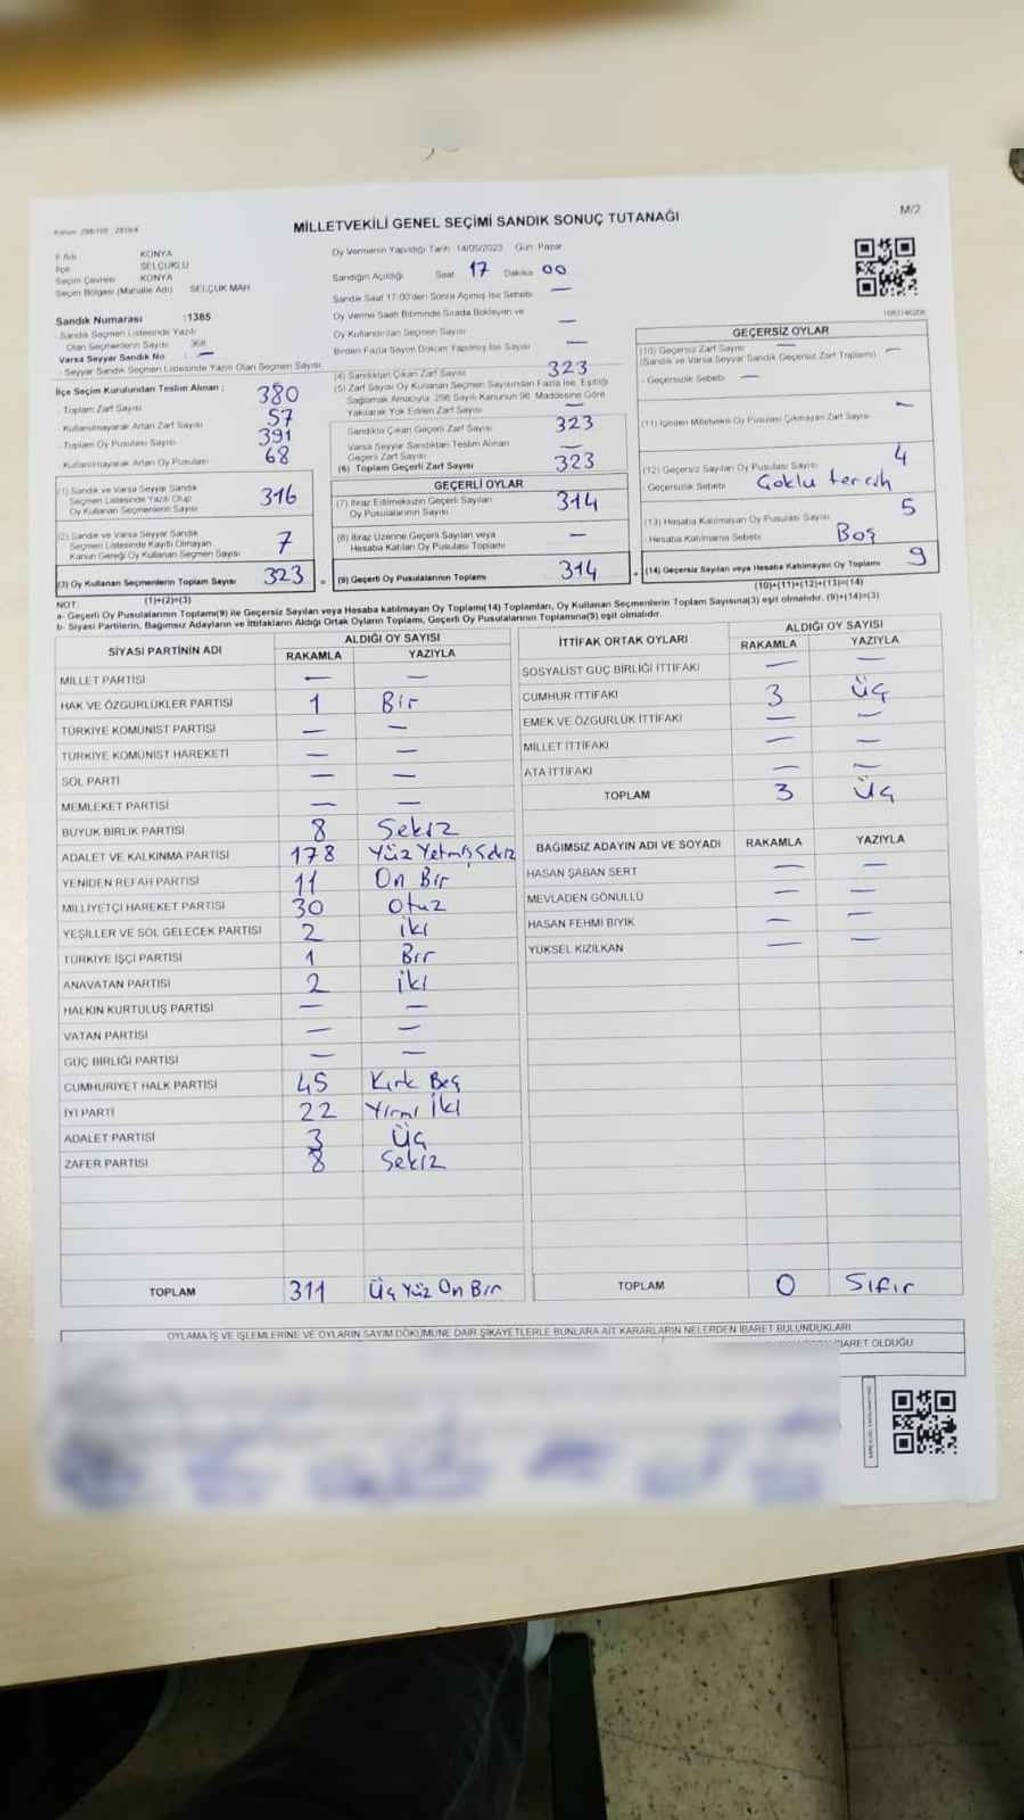 M/2
MİLLETVEKİLİ GENEL SEÇİMİ SANDIK SONUÇ TUTANAĞI
İl Adı KONYA
İlçe SELÇUKLU
Seçim Çevresi KONYA
Seçim Bölgesi (Mahalle Adı) SELÇUK MAH
Sandık Numarası :1385
Sandık Seçmen Listesinde Yazılı
Olan Seçmenlerin Sayısı 368
Varsa Seyyar Sandık No : —
Seyyar Sandık Seçmen Listesinde Yazılı Olan Seçmen Sayısı
Oy Vermenin Yapıldığı Tarih: 14/05/2023 Gün: Pazar
Sandığın Açıldığı Saat 17 Dakika 00
Sandık Saat 17:00'den Sonra Açılmış İse Sebebi —
Oy Verme Saati Bitiminde Sırada Bekleyen ve
Oy Kullandırılan Seçmen Sayısı —
Birden Fazla Sayım Döküm Yapılmış İse Sayısı —
İlçe Seçim Kurulundan Teslim Alınan :
Toplam Zarf Sayısı 380
Kullanılmayarak Artan Zarf Sayısı 57
Toplam Oy Pusulası Sayısı 391
Kullanılmayarak Artan Oy Pusulası 68
(1) Sandık ve Varsa Seyyar Sandık
Seçmen Listesinde Yazılı Olup
Oy Kullanan Seçmenlerin Sayısı 316
(2) Sandık ve Varsa Seyyar Sandık
Seçmen Listesinde Kayıtlı Olmayan
Kanun Gereği Oy Kullanan Seçmen Sayısı 7
(3) Oy Kullanan Seçmenlerin Toplam Sayısı 323
(1)+(2)=(3)
(4) Sandıktan Çıkan Zarf Sayısı 323
(5) Zarf Sayısı Oy Kullanan Seçmen Sayısından Fazla İse, Eşitliği
Sağlamak Amacıyla, 298 Sayılı Kanunun 98. Maddesine Göre
Yakılarak Yok Edilen Zarf Sayısı —
Sandıkta Çıkan Geçerli Zarf Sayısı 323
Varsa Seyyar Sandıktan Teslim Alınan
Geçerli Zarf Sayısı —
(6) Toplam Geçerli Zarf Sayısı 323
GEÇERLİ OYLAR
(7) İtiraz Edilmeksizin Geçerli Sayılan
Oy Pusulalarının Sayısı 314
(8) İtiraz Üzerine Geçerli Sayılan veya
Hesaba Katılan Oy Pusulası Toplamı —
= (9) Geçerli Oy Pusulalarının Toplamı 314
GEÇERSİZ OYLAR
(10) Geçersiz Zarf Sayısı —
(Sandık ve Varsa Seyyar Sandık Geçersiz Zarf Toplamı)
Geçersizlik Sebebi —
(11) İçinden Milletvekili Oy Pusulası Çıkmayan Zarf Sayısı —
(12) Geçersiz Sayılan Oy Pusulası Sayısı 4
Geçersizlik Sebebi Çoklu tercih
(13) Hesaba Katılmayan Oy Pusulası Sayısı 5
Hesaba Katılmama Sebebi Boş
+ (14) Geçersiz Sayılan veya Hesaba Katılmayan Oy Toplamı 9
(10)+(11)+(12)+(13)=(14)
NOT:
a- Geçerli Oy Pusulalarının Toplamı(9) ile Geçersiz Sayılan veya Hesaba katılmayan Oy Toplamı(14) Toplamları, Oy Kullanan Seçmenlerin Toplam Sayısına(3) eşit olmalıdır. (9)+(14)=(3)
b- Siyasi Partilerin, Bağımsız Adayların ve İttifakların Aldığı Ortak Oyların Toplamı, Geçerli Oy Pusulalarının Toplamına(9) eşit olmalıdır.
SİYASİ PARTİNİN ADI ALDIĞI OY SAYISI
RAKAMLA YAZIYLA
MİLLET PARTİSİ — —
HAK VE ÖZGÜRLÜKLER PARTİSİ 1 Bir
TÜRKİYE KOMÜNİST PARTİSİ — —
TÜRKİYE KOMÜNİST HAREKETİ — —
SOL PARTİ — —
MEMLEKET PARTİSİ — —
BÜYÜK BİRLİK PARTİSİ 8 Sekiz
ADALET VE KALKINMA PARTİSİ 178 Yüz Yetmiş Sekiz
YENİDEN REFAH PARTİSİ 11 On Bir
MİLLİYETÇİ HAREKET PARTİSİ 30 Otuz
YEŞİLLER VE SOL GELECEK PARTİSİ 2 İki
TÜRKİYE İŞÇİ PARTİSİ 1 Bir
ANAVATAN PARTİSİ 2 İki
HALKIN KURTULUŞ PARTİSİ — —
VATAN PARTİSİ — —
GÜÇ BİRLİĞİ PARTİSİ — —
CUMHURİYET HALK PARTİSİ 45 Kırk Beş
İYİ PARTİ 22 Yirmi İki
ADALET PARTİSİ 3 Üç
ZAFER PARTİSİ 8 Sekiz
TOPLAM 311 Üç Yüz On Bir
İTTİFAK ORTAK OYLARI ALDIĞI OY SAYISI
RAKAMLA YAZIYLA
SOSYALİST GÜÇ BİRLİĞİ İTTİFAKI — —
CUMHUR İTTİFAKI 3 Üç
EMEK VE ÖZGÜRLÜK İTTİFAKI — —
MİLLET İTTİFAKI — —
ATA İTTİFAKI — —
TOPLAM 3 Üç
BAĞIMSIZ ADAYIN ADI VE SOYADI RAKAMLA YAZIYLA
HASAN ŞABAN SERT — —
MEVLADEN GÖNÜLLÜ — —
HASAN FEHMİ BIYIK — —
YÜKSEL KIZILKAN — —
TOPLAM 0 Sıfır
OYLAMA İŞ VE İŞLEMLERİNE VE OYLARIN SAYIM DÖKÜMÜNE DAİR ŞİKAYETLERLE BUNLARA AİT KARARLARIN NELERDEN İBARET BULUNDUKLARI
İBARET OLDUĞU